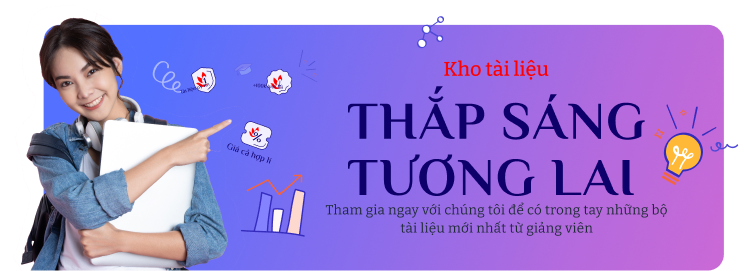 Kho tài liệu
THẮP SÁNG
TƯƠNG LAI
Giá cả hợp lí
Tham gia ngay với chúng tôi để có trong tay những bộ
tài liệu mới nhất từ giảng viên